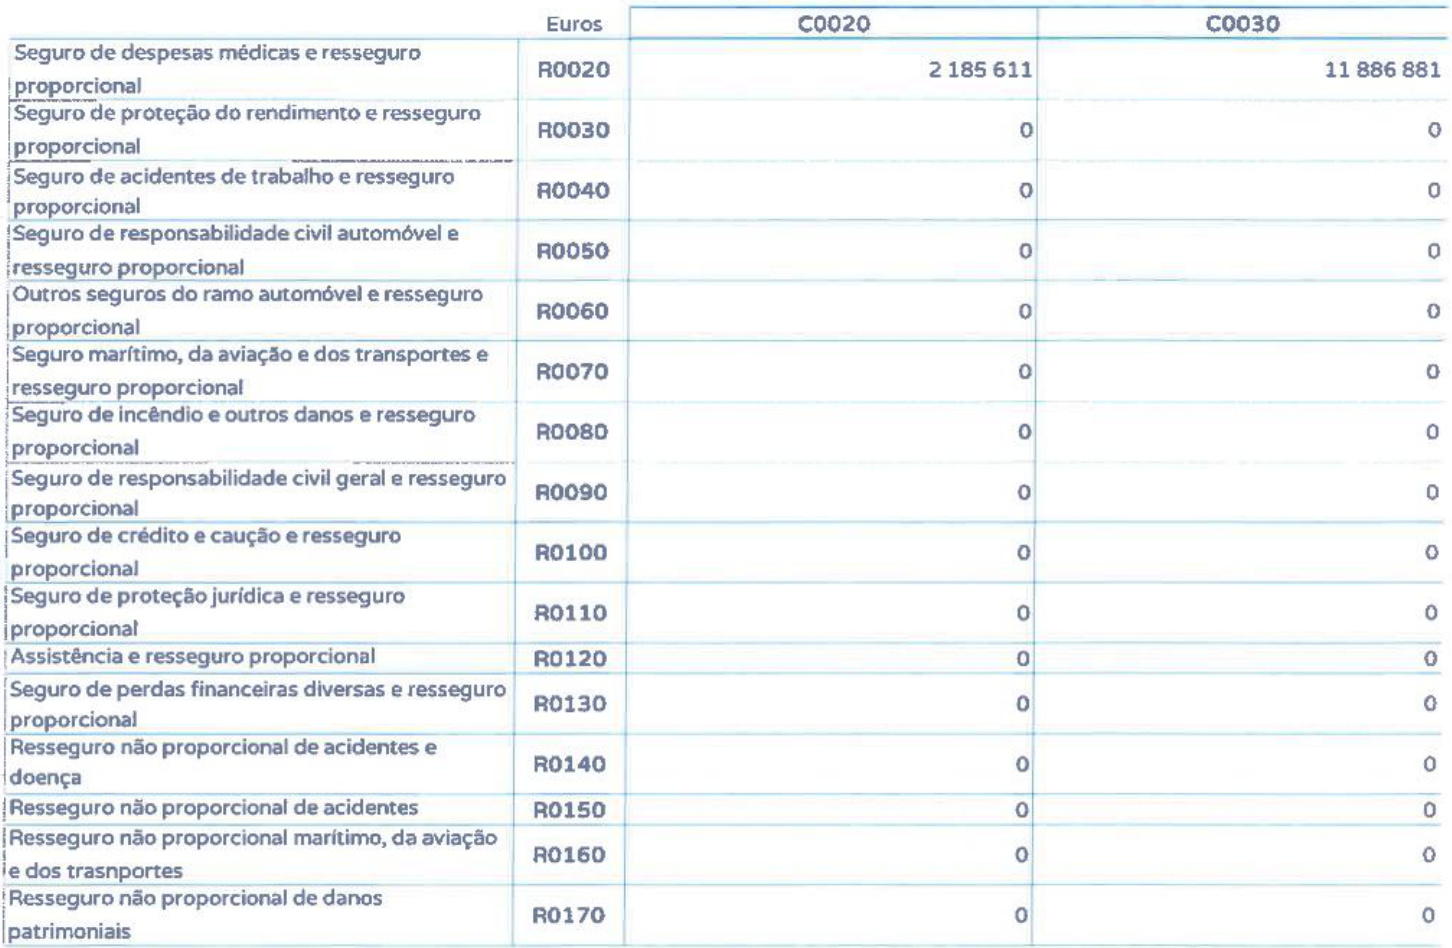 Euros C0020 C0030
Seguro de despesas médicas e resseguro
proporcional R0020 2 185 611 11 886 881
Seguro de proteção do rendimento e resseguro
proporcional R0030 0 0
Seguro de acidentes de trabalho e resseguro
proporcional R0040 0 0
Seguro de responsabilidade civil automóvel e
resseguro proporcional R0050 0 0
Outros seguros do ramo automóvel e resseguro
proporcional R0060 0 0
Seguro marítimo, da aviação e dos transportes e
resseguro proporcional R0070 0 0
Seguro de incêndio e outros danos e resseguro
proporcional R0080 0 0
Seguro de responsabilidade civil geral e resseguro
proporcional R0090 0 0
Seguro de crédito e caução e resseguro
proporcional R0100 0 0
Seguro de proteção jurídica e resseguro
proporcional R0110 0 0
Assistência e resseguro proporcional R0120 0 0
Seguro de perdas financeiras diversas e resseguro
proporcional R0130 0 0
Resseguro não proporcional de acidentes e
doença R0140 0 0
Resseguro não proporcional de acidentes R0150 0 0
Resseguro não proporcional marítimo, da aviação
e dos trasnportes R0160 0 0
Resseguro não proporcional de danos
patrimoniais R0170 0 0